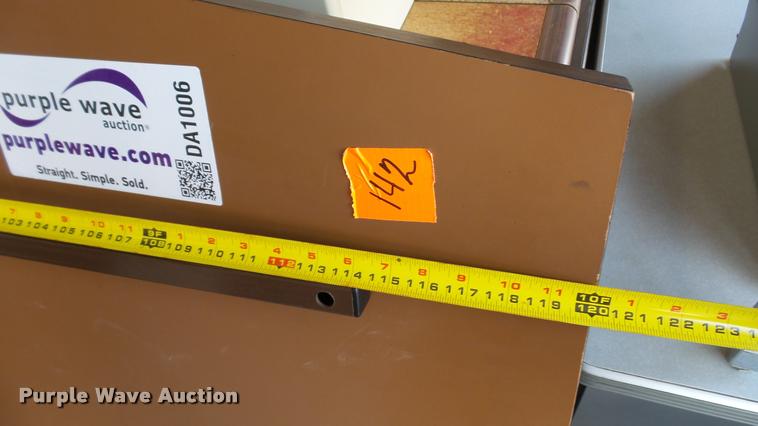 purple wave
auction®
purplewave.com
Straight. Simple. Sold.
DA1006
142
7 8 9 10 11 9F 1 2 3 4 5 6 7 8 9 10 11 10F 1 2 3
103 104 105 106 107 108 109 110 111 112 113 114 115 116 117 118 119 120 121 122 123
Purple Wave Auction